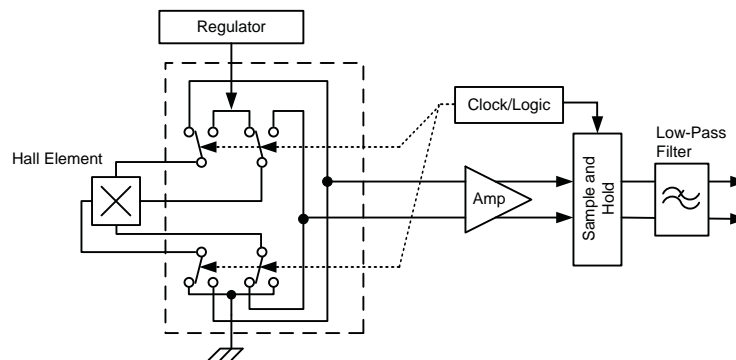 Regulator
Clock/Logic
Hall Element
Low-Pass
Filter
Amp
Sample and
Hold